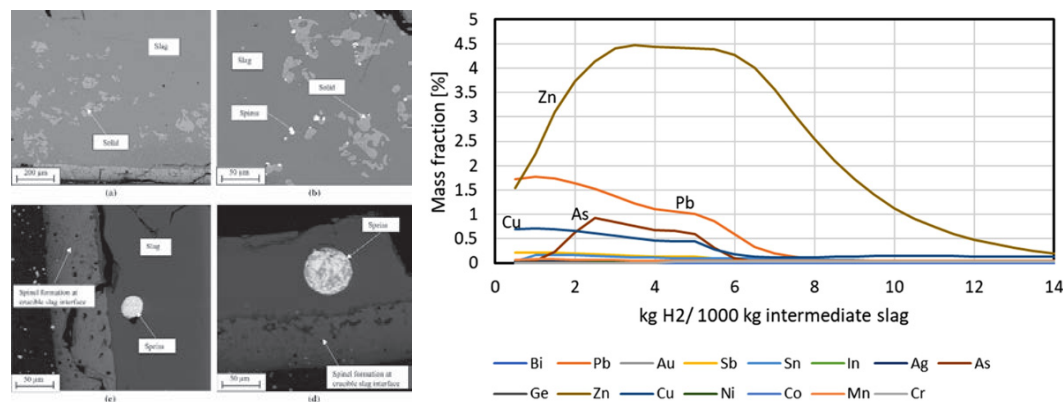 Slag
Solid
200 μm
(a)
Slag
Solid
Speiss
50 μm
(b)
Slag
Spinel formation at
crucible slag interface
Speiss
50 μm
(c)
Speiss
Spinel formation at
crucible slag interface
50 μm
(d)
Mass fraction [%]
5
4.5
4
3.5
3
2.5
2
1.5
1
0.5
0
Zn
Pb
As
Cu
0 2 4 6 8 10 12 14
kg H2/ 1000 kg intermediate slag
Bi Pb Au Sb Sn In Ag As
Ge Zn Cu Ni Co Mn Cr